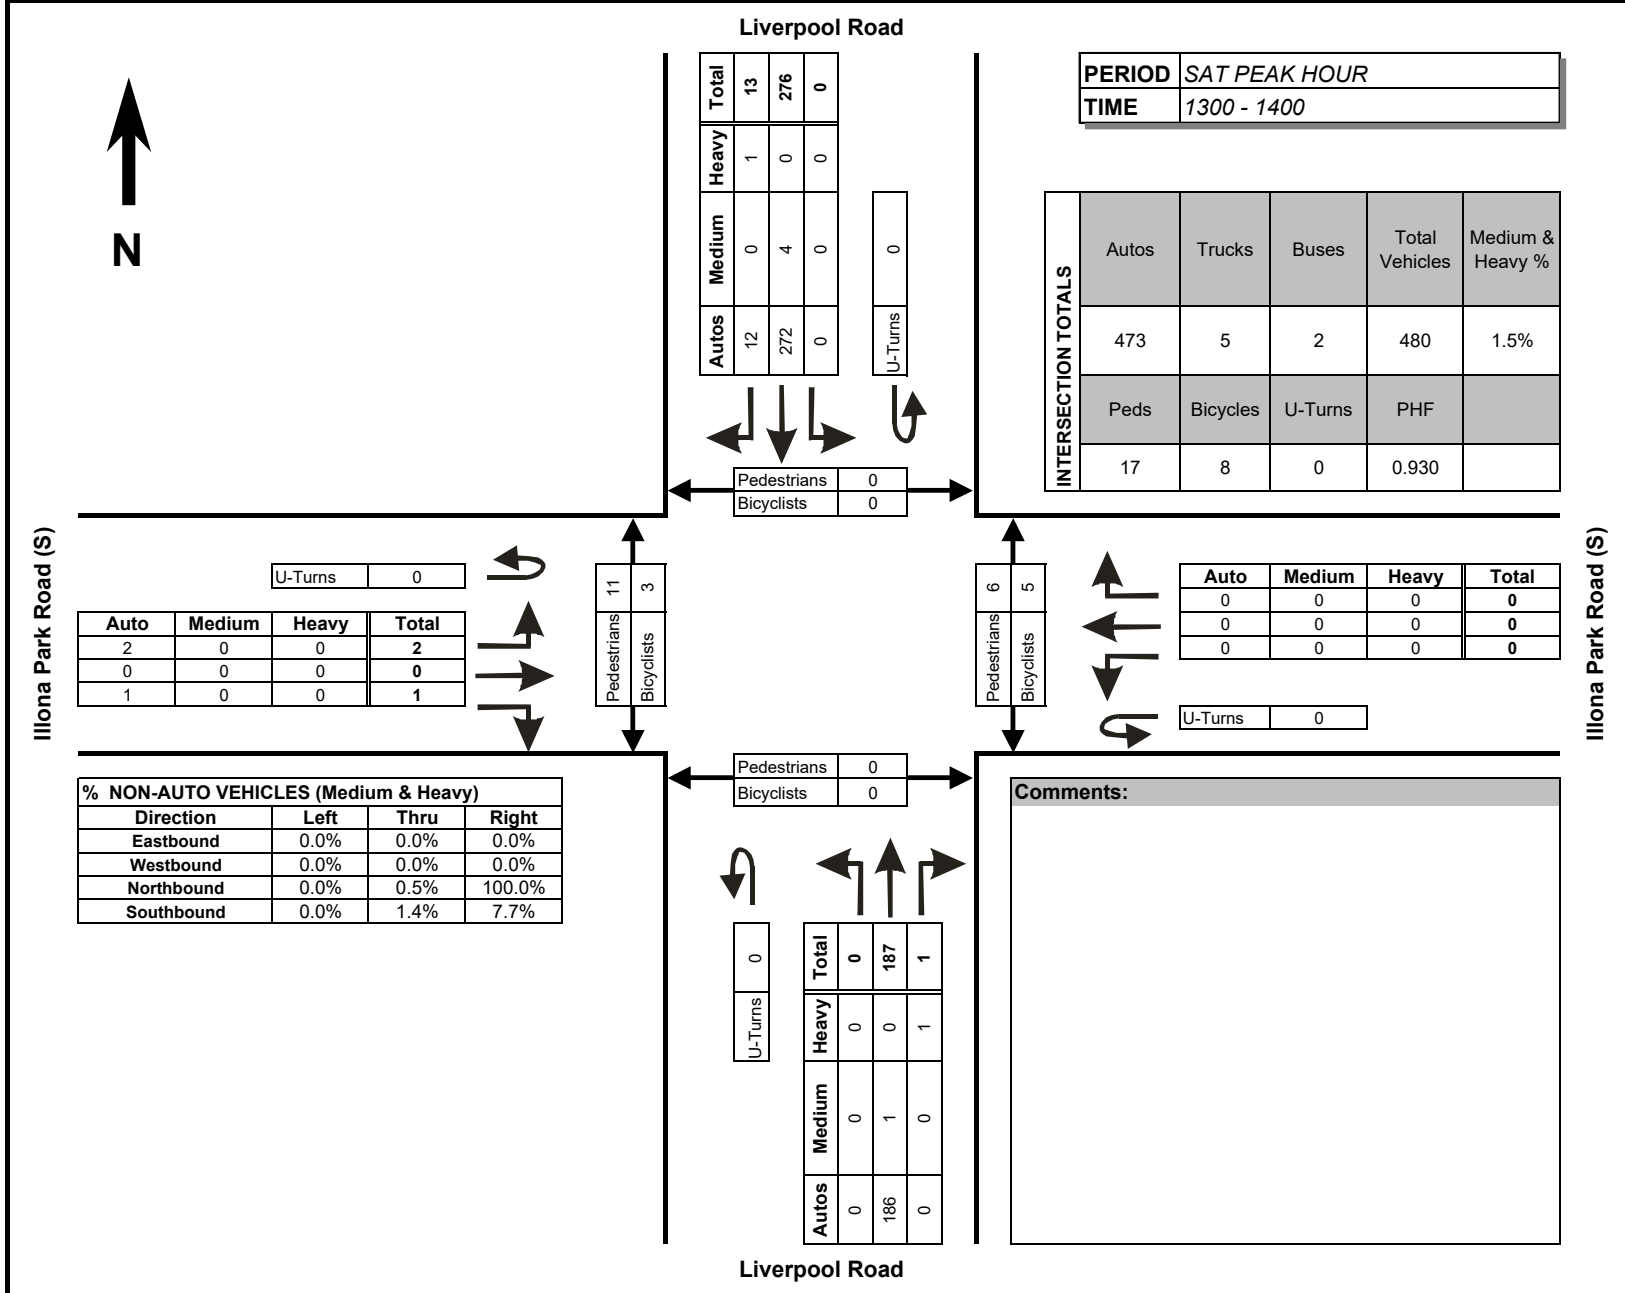 Liverpool Road
PERIOD SAT PEAK HOUR
TIME 1300 - 1400
N
Total 13 276 0
Heavy 1 0 0
Medium 0 4 0
Autos 12 272 0
U-Turns 0
INTERSECTION TOTALS
Autos Trucks Buses Total Vehicles Medium & Heavy %
473 5 2 480 1.5%
Peds Bicycles U-Turns PHF
17 8 0 0.930
Pedestrians 0
Bicyclists 0
Illona Park Road (S)
U-Turns 0
Auto Medium Heavy Total
2 0 0 2
0 0 0 0
1 0 0 1
Pedestrians 11
Bicyclists 3
Pedestrians 6
Bicyclists 5
Auto Medium Heavy Total
0 0 0 0
0 0 0 0
0 0 0 0
U-Turns 0
Illona Park Road (S)
Pedestrians 0
Bicyclists 0
% NON-AUTO VEHICLES (Medium & Heavy)
Direction Left Thru Right
Eastbound 0.0% 0.0% 0.0%
Westbound 0.0% 0.0% 0.0%
Northbound 0.0% 0.5% 100.0%
Southbound 0.0% 1.4% 7.7%
Comments:
U-Turns 0
Total 0 187 1
Heavy 0 0 1
Medium 0 1 0
Autos 0 186 0
Liverpool Road